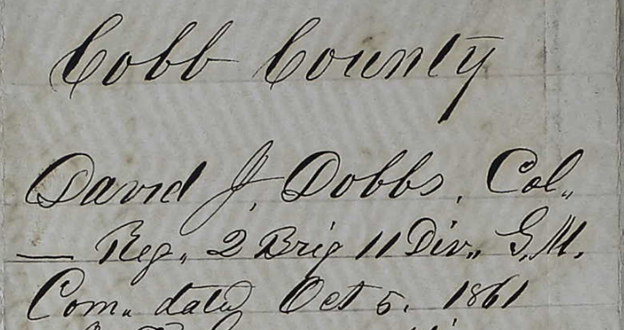 Cobb County
David J. Dobbs, Col.
— Reg. 2 Brig 11 Div. G.M.
Com. dated Oct 5. 1861